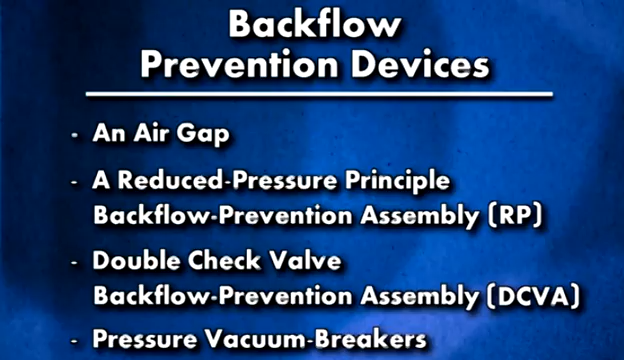 Backflow
Prevention Devices
- An Air Gap
- A Reduced-Pressure Principle
Backflow-Prevention Assembly (RP)
- Double Check Valve
Backflow-Prevention Assembly (DCVA)
- Pressure Vacuum-Breakers